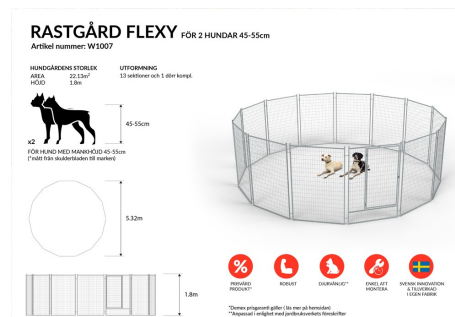 RASTGÅRD FLEXY FÖR 2 HUNDAR 45-55cm
Artikel nummer: W1007
HUNDGÅRDENS STORLEK
AREA 22.13m²
HÖJD 1.8m
UTFORMNING
13 sektioner och 1 dörr kompl.
45-55cm
x2
FÖR HUND MED MANKHÖJD 45-55cm
(*mått från skulderbladen till marken)
5.32m
1.8m
%
PRISVÄRD
PRODUKT*
ROBUST
DJURVÄNLIG**
ENKEL ATT
MONTERA
SVENSK INNOVATION
& TILLVERKAD
I EGEN FABRIK
*Demex prisgaranti gäller ( läs mer på hemsidan)
**Anpassad i enlighet med jordbruksverkets föreskrifter